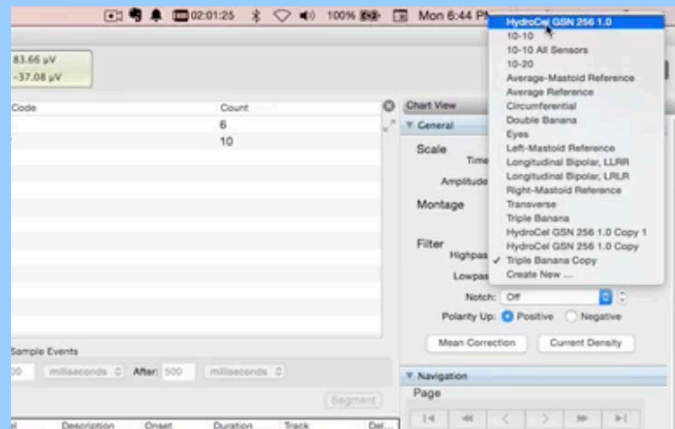 02:01:25 100% Mon 6:44 P
83.66 µV
-37.08 µV
Code Count
6
10
Chart View
General
Scale
Time
Amplitude
Montage
Filter
Highpas
Lowpas
Notch: Off
Polarity Up: Positive Negative
Mean Correction Current Density
Navigation
Page
HydroCel GSN 256 1.0
10-10
10-10 All Sensors
10-20
Average-Mastoid Reference
Average Reference
Circumferential
Double Banana
Eyes
Left-Mastoid Reference
Longitudinal Bipolar, LLRR
Longitudinal Bipolar, LRLR
Right-Mastoid Reference
Transverse
Triple Banana
HydroCel GSN 256 1.0 Copy 1
HydroCel GSN 256 1.0 Copy
Triple Banana Copy
Create New ...
Sample Events
00 milliseconds After: 500 milliseconds
Segment
el Description Onset Duration Track Del...